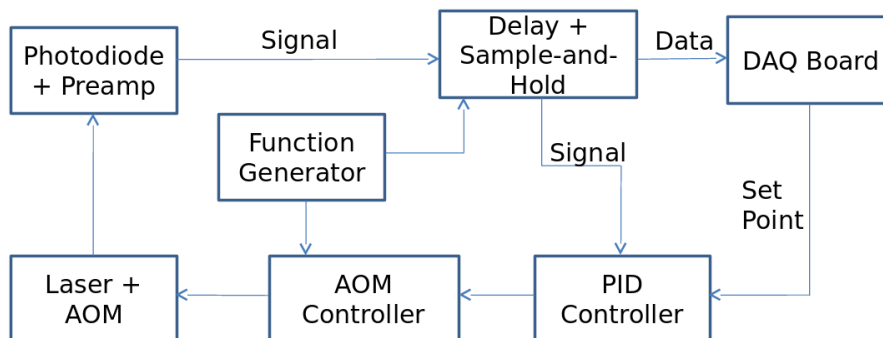 Photodiode
+ Preamp
Signal
Delay +
Sample-and-
Hold
Data
DAQ Board
Function
Generator
Signal
Set
Point
Laser +
AOM
AOM
Controller
PID
Controller